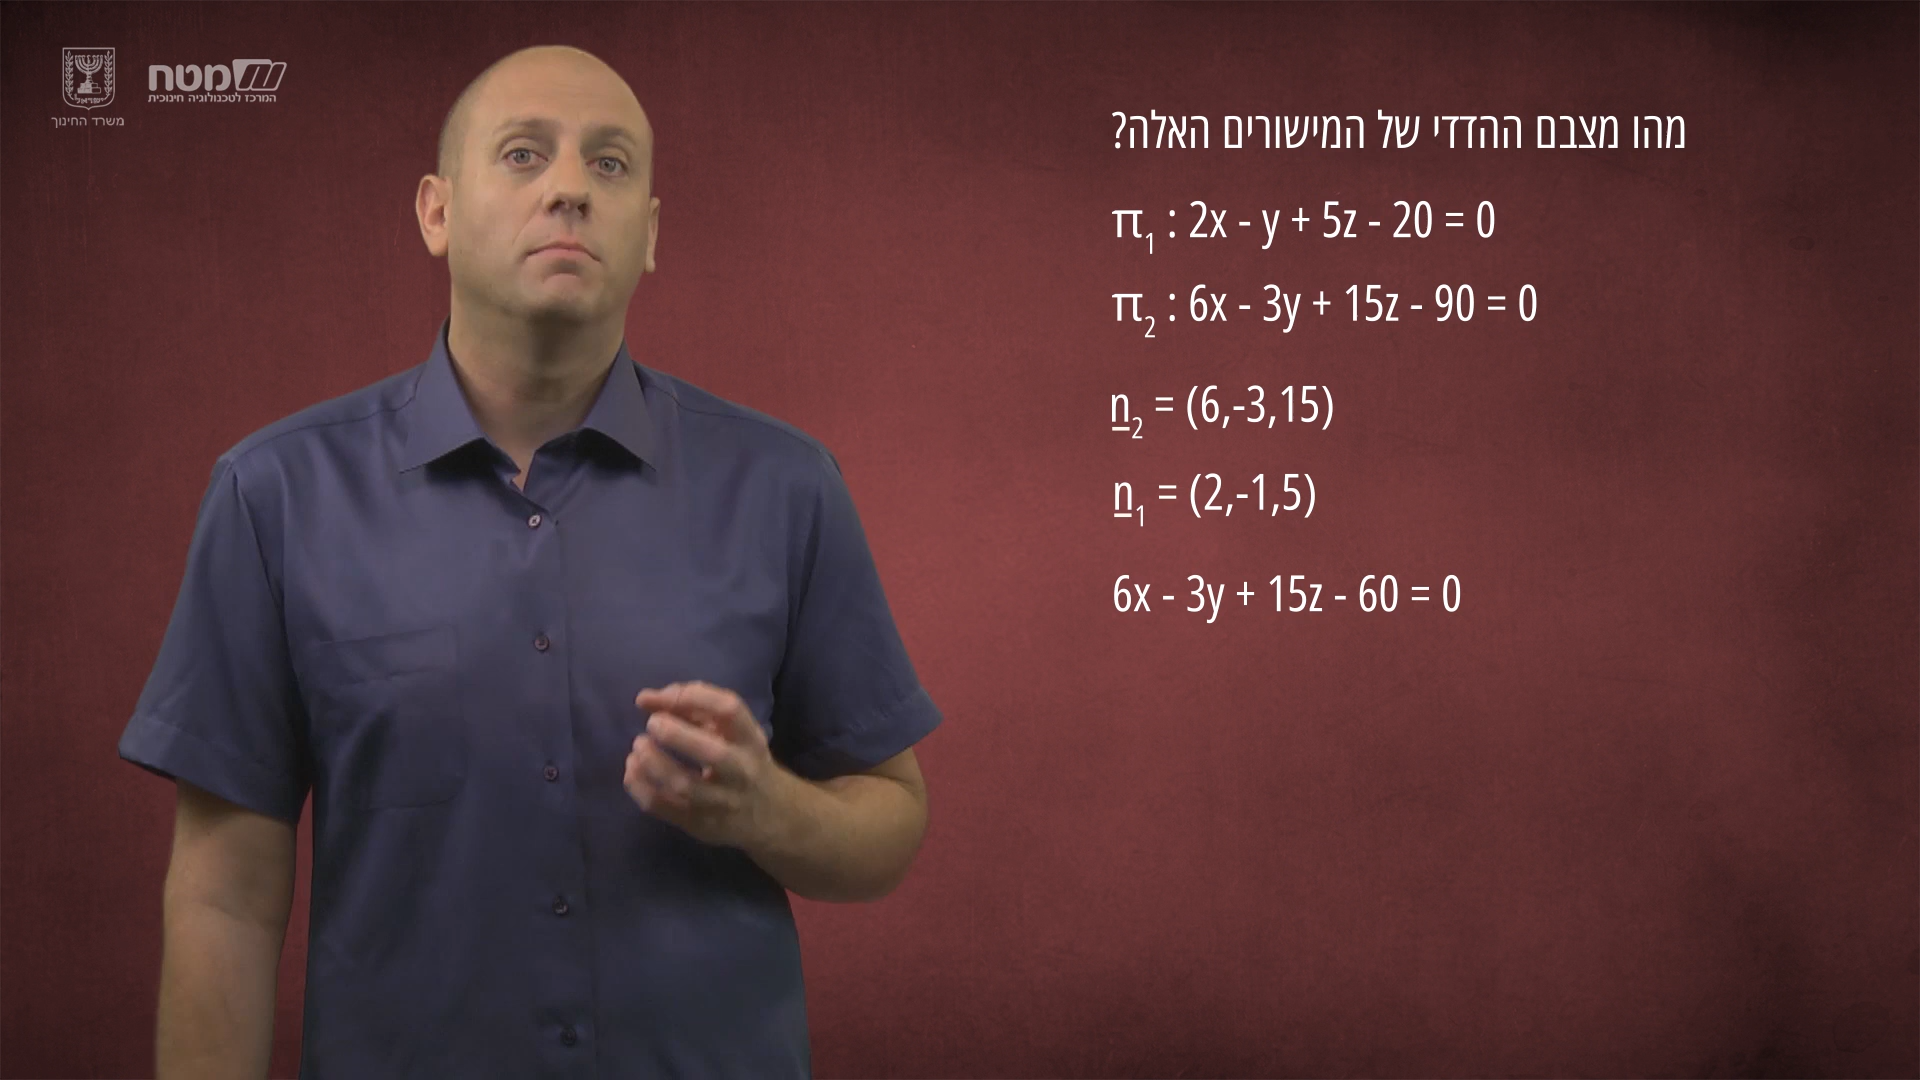 מטח
המרכז לטכנולוגיה חינוכית
ישראל
משרד החינוך
מהו מצבם ההדדי של המישורים האלה?
π₁ : 2x - y + 5z - 20 = 0
π₂ : 6x - 3y + 15z - 90 = 0
n₂ = (6,-3,15)
n₁ = (2,-1,5)
6x - 3y + 15z - 60 = 0